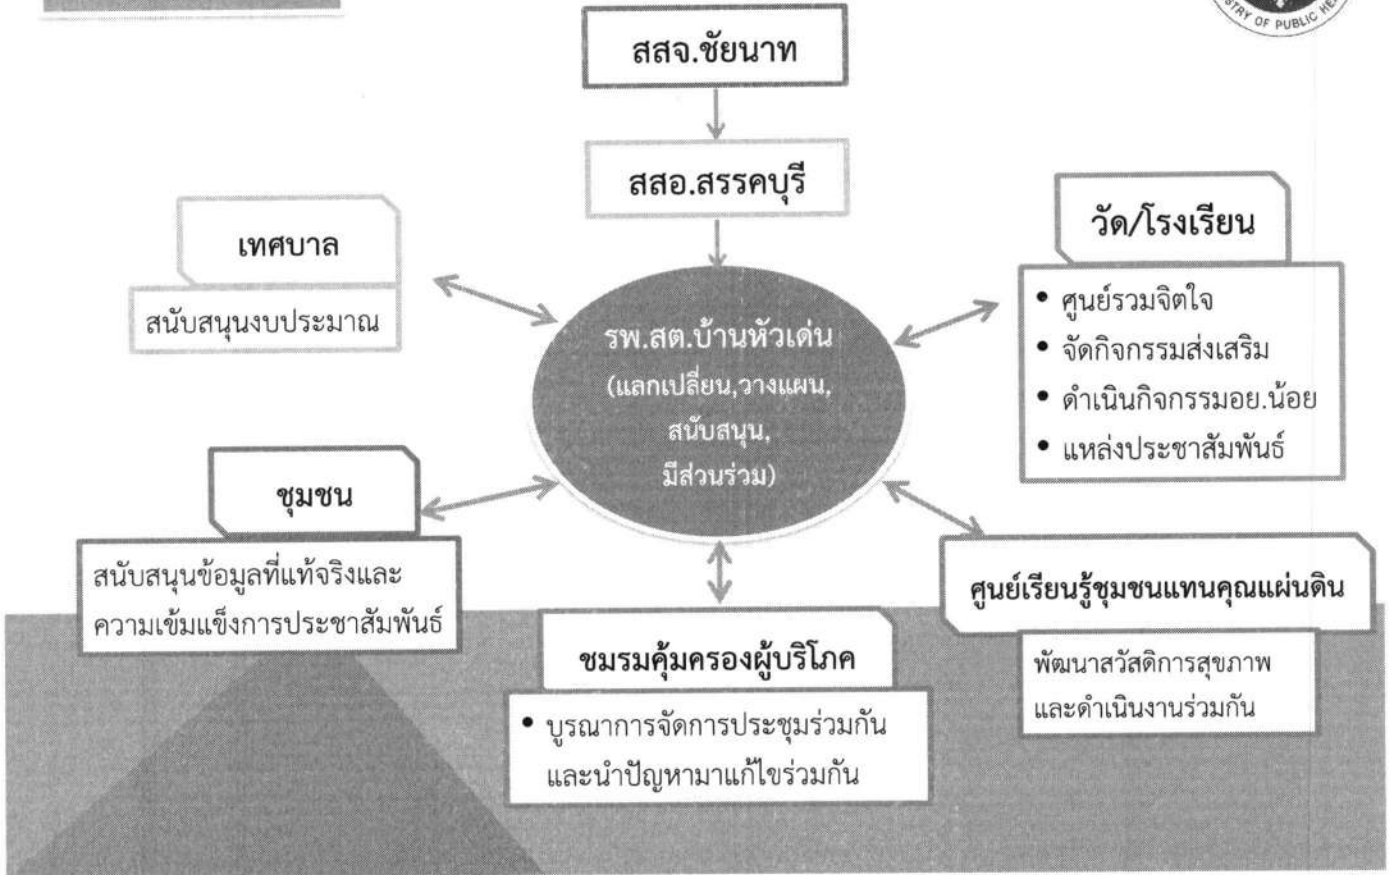 STRY OF PUBLIC HE
สสจ.ชัยนาท
สสอ.สรรคบุรี
เทศบาล
สนับสนุนงบประมาณ
วัด/โรงเรียน
• ศูนย์รวมจิตใจ
• จัดกิจกรรมส่งเสริม
• ดำเนินกิจกรรมอย.น้อย
• แหล่งประชาสัมพันธ์
รพ.สต.บ้านหัวเด่น
(แลกเปลี่ยน,วางแผน,
สนับสนุน,
มีส่วนร่วม)
ชุมชน
สนับสนุนข้อมูลที่แท้จริงและ
ความเข้มแข็งการประชาสัมพันธ์
ชมรมคุ้มครองผู้บริโภค
• บูรณาการจัดการประชุมร่วมกัน
และนำปัญหามาแก้ไขร่วมกัน
ศูนย์เรียนรู้ชุมชนแทนคุณแผ่นดิน
พัฒนาสวัสดิการสุขภาพ
และดำเนินงานร่วมกัน